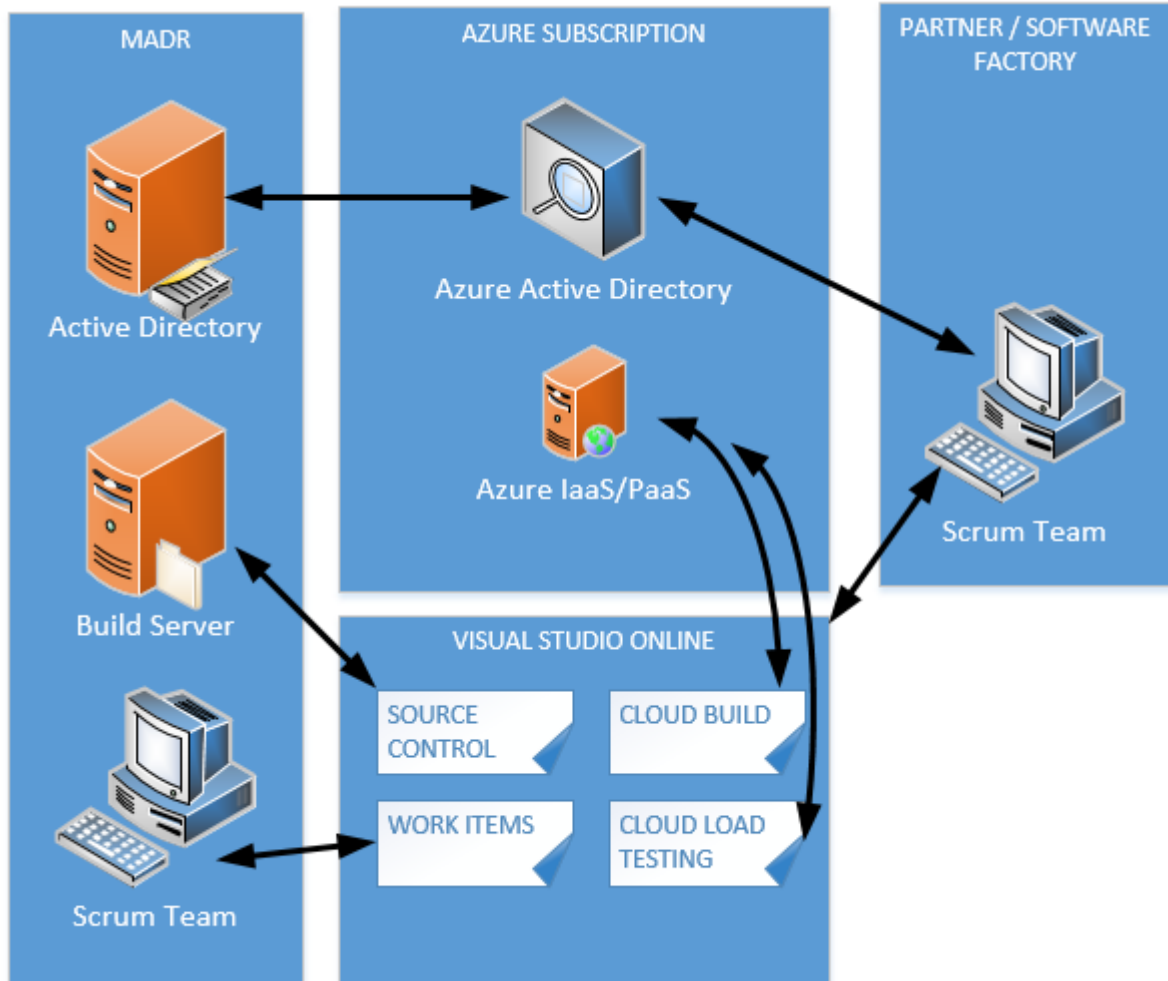 MADR
Active Directory
Build Server
Scrum Team
AZURE SUBSCRIPTION
Azure Active Directory
Azure IaaS/PaaS
VISUAL STUDIO ONLINE
SOURCE
CONTROL
CLOUD BUILD
WORK ITEMS
CLOUD LOAD
TESTING
PARTNER / SOFTWARE
FACTORY
Scrum Team